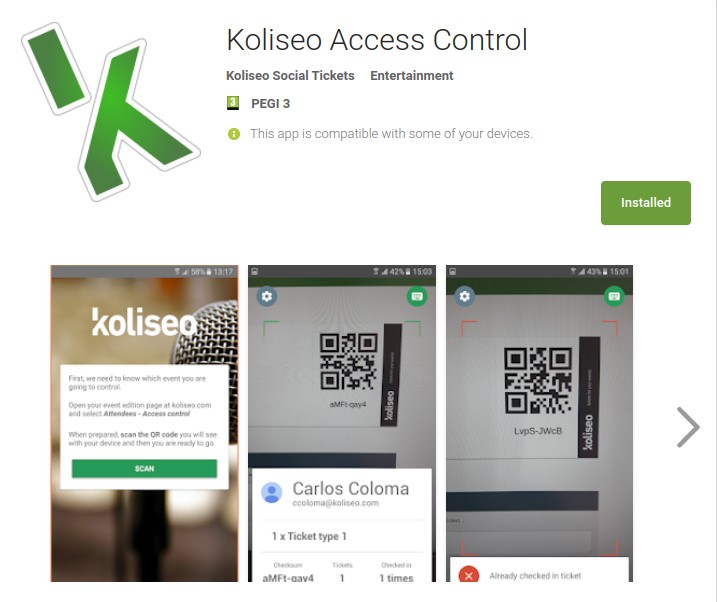 Koliseo Access Control
Koliseo Social Tickets Entertainment
3 PEGI 3
This app is compatible with some of your devices.
Installed
58% 13:17
koliseo
First, we need to know which event you are
going to control.
Open your event edition page at koliseo.com
and select Attendees - Access control
When prepared, scan the QR code you will see
with your device and then you are ready to go.
SCAN
42% 15:03
aMFt-qay4
koliseo
Carlos Coloma
ccoloma@koliseo.com
1 x Ticket type 1
Checksum Tickets Checked in
aMFt-qay4 1 1 times
43% 15:01
LvpS-JWcB
koliseo
Already checked in ticket